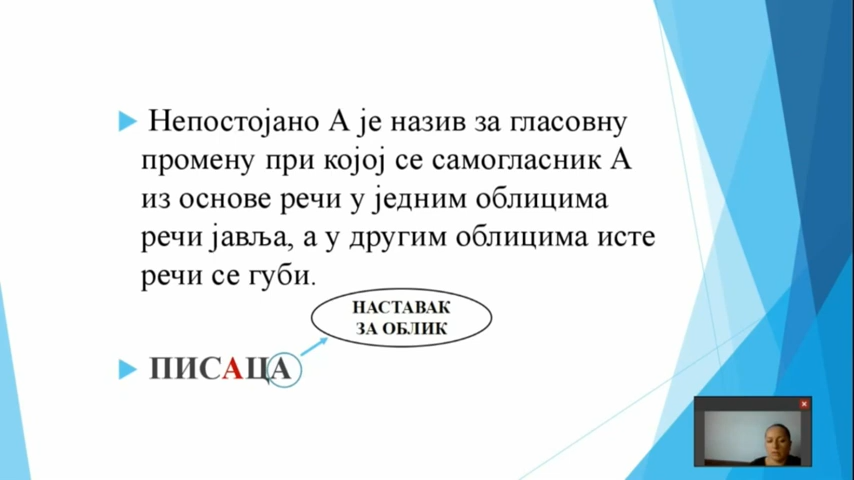 Непостојано А је назив за гласовну
промену при којој се самогласник А
из основе речи у једним облицима
речи јавља, а у другим облицима исте
речи се губи.
НАСТАВАК
ЗА ОБЛИК
ПИСАЦА